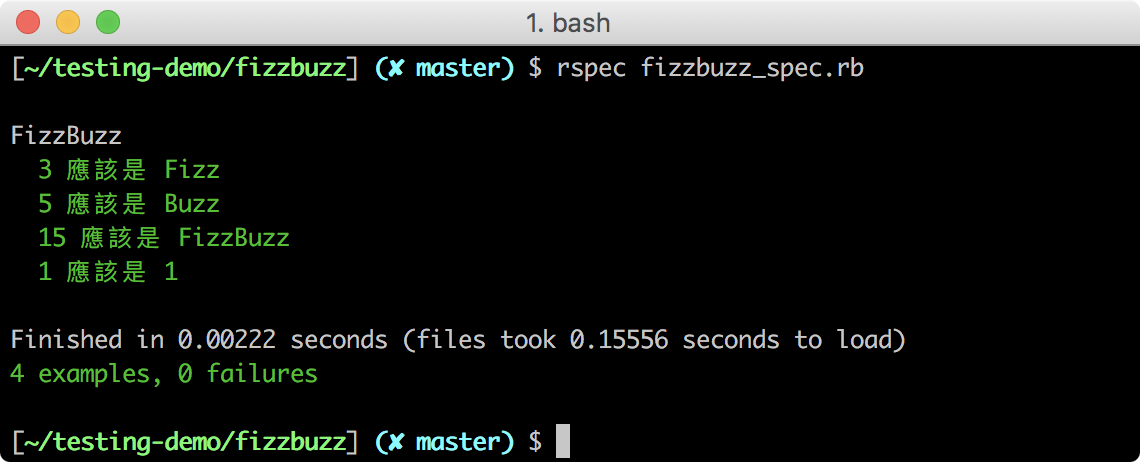 1. bash
[~/testing-demo/fizzbuzz] (✘ master) $ rspec fizzbuzz_spec.rb
FizzBuzz
3 應該是 Fizz
5 應該是 Buzz
15 應該是 FizzBuzz
1 應該是 1
Finished in 0.00222 seconds (files took 0.15556 seconds to load)
4 examples, 0 failures
[~/testing-demo/fizzbuzz] (✘ master) $